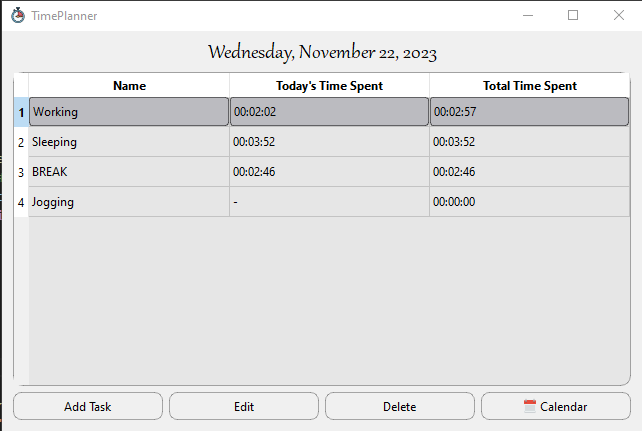 TimePlanner
Wednesday, November 22, 2023
Name Today's Time Spent Total Time Spent
1 Working 00:02:02 00:02:57
2 Sleeping 00:03:52 00:03:52
3 BREAK 00:02:46 00:02:46
4 Jogging - 00:00:00
Add Task Edit Delete Calendar